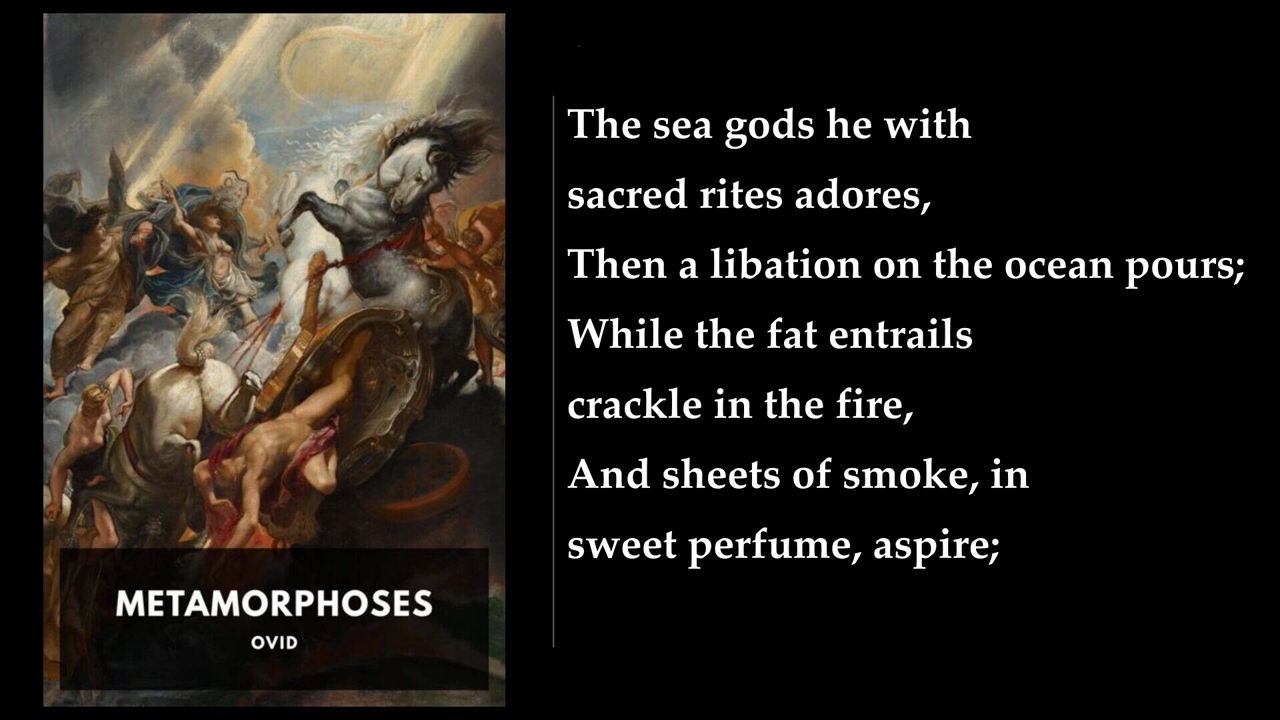 METAMORPHOSES
OVID
The sea gods he with
sacred rites adores,
Then a libation on the ocean pours;
While the fat entrails
crackle in the fire,
And sheets of smoke, in
sweet perfume, aspire;